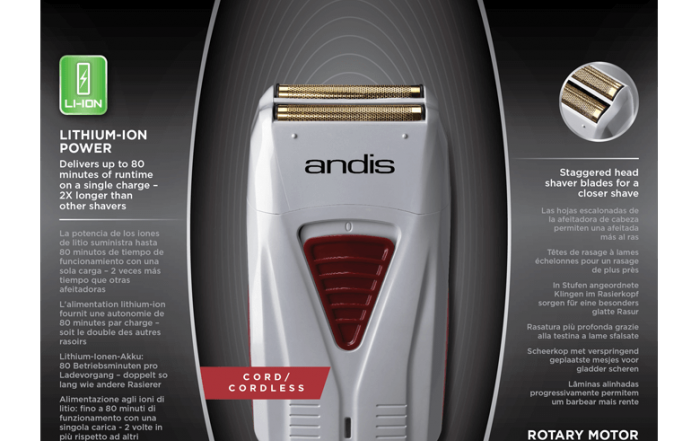 LI-ION
LITHIUM-ION
POWER
Delivers up to 80
minutes of runtime
on a single charge –
2X longer than
other shavers
La potencia de los iones
de litio suministra hasta
80 minutos de tiempo de
funcionamiento con una
sola carga – 2 veces más
tiempo que otras
afeitadoras
L'alimentation lithium-ion
fournit une autonomie de
80 minutes par charge –
soit le double des autres
rasoirs
Lithium-Ionen-Akku:
80 Betriebsminuten pro
Ladevorgang – doppelt so
lang wie andere Rasierer
Alimentazione agli ioni di
litio: fino a 80 minuti di
funzionamento con una
singola carica - 2 volte in
più rispetto ad altri
andis
0
CORD/
CORDLESS
Staggered head
shaver blades for a
closer shave
Las hojas escalonadas de
la afeitadora de cabeza
permiten una afeitada
más al ras
Têtes de rasage à lames
échelonnes pour un rasage
de plus près
In Stufen angeordnete
Klingen im Rasierkopf
sorgen für eine besonders
glatte Rasur
Rasatura più profonda grazie
alla testina a lame sfalsate
Scheerkop met verspringend
geplaatste mesjes voor
gladder scheren
Lâminas alinhadas
progressivamente permitem
um barbear mais rente
ROTARY MOTOR